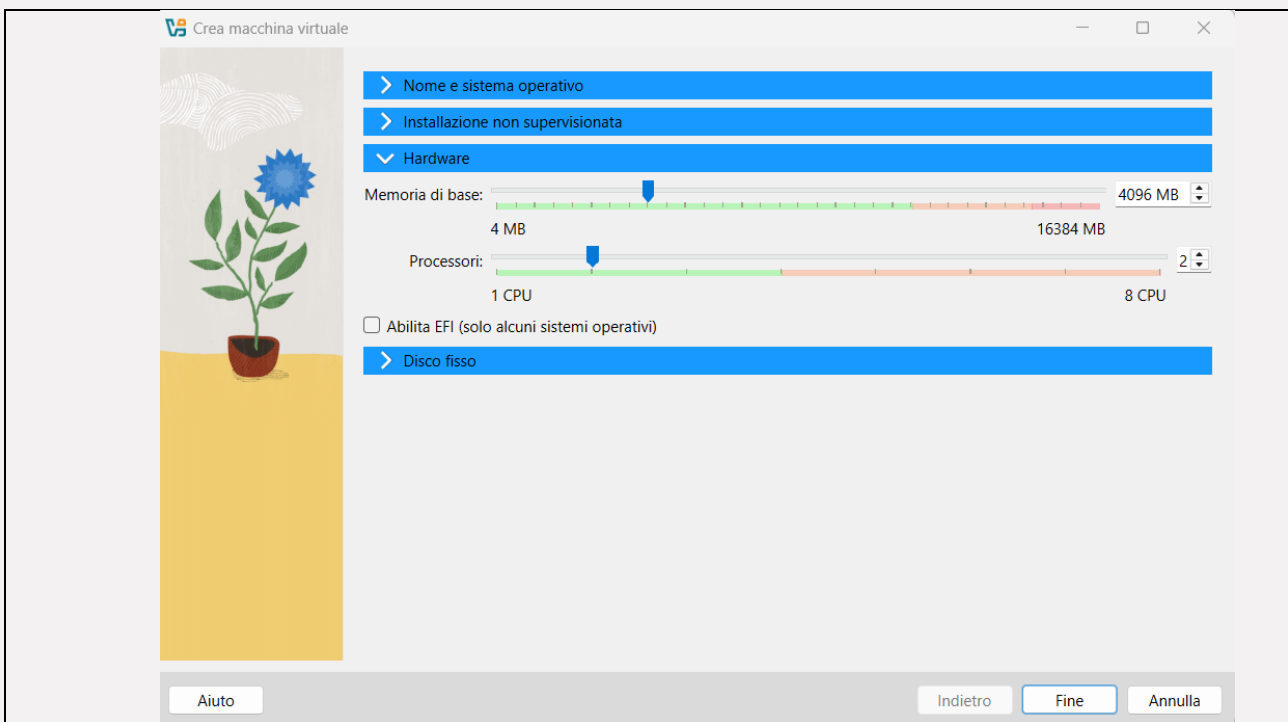 Crea macchina virtuale
Nome e sistema operativo
Installazione non supervisionata
Hardware
Memoria di base: 4096 MB
4 MB 16384 MB
Processori: 2
1 CPU 8 CPU
Abilita EFI (solo alcuni sistemi operativi)
Disco fisso
Aiuto Indietro Fine Annulla